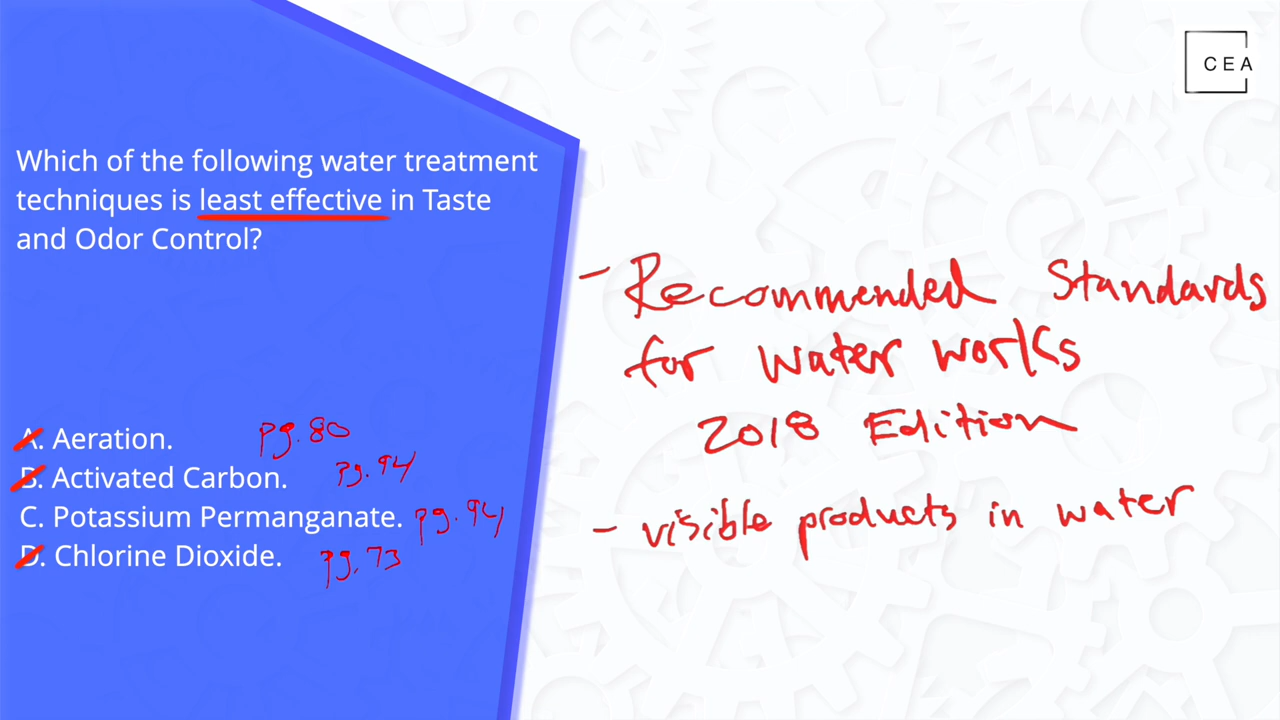 CEA
Which of the following water treatment
techniques is least effective in Taste
and Odor Control?
A. Aeration. pg. 80
B. Activated Carbon. pg. 94
C. Potassium Permanganate. pg. 94
D. Chlorine Dioxide. pg. 73
- Recommended Standards
for water works
2018 Edition
- visible products in water